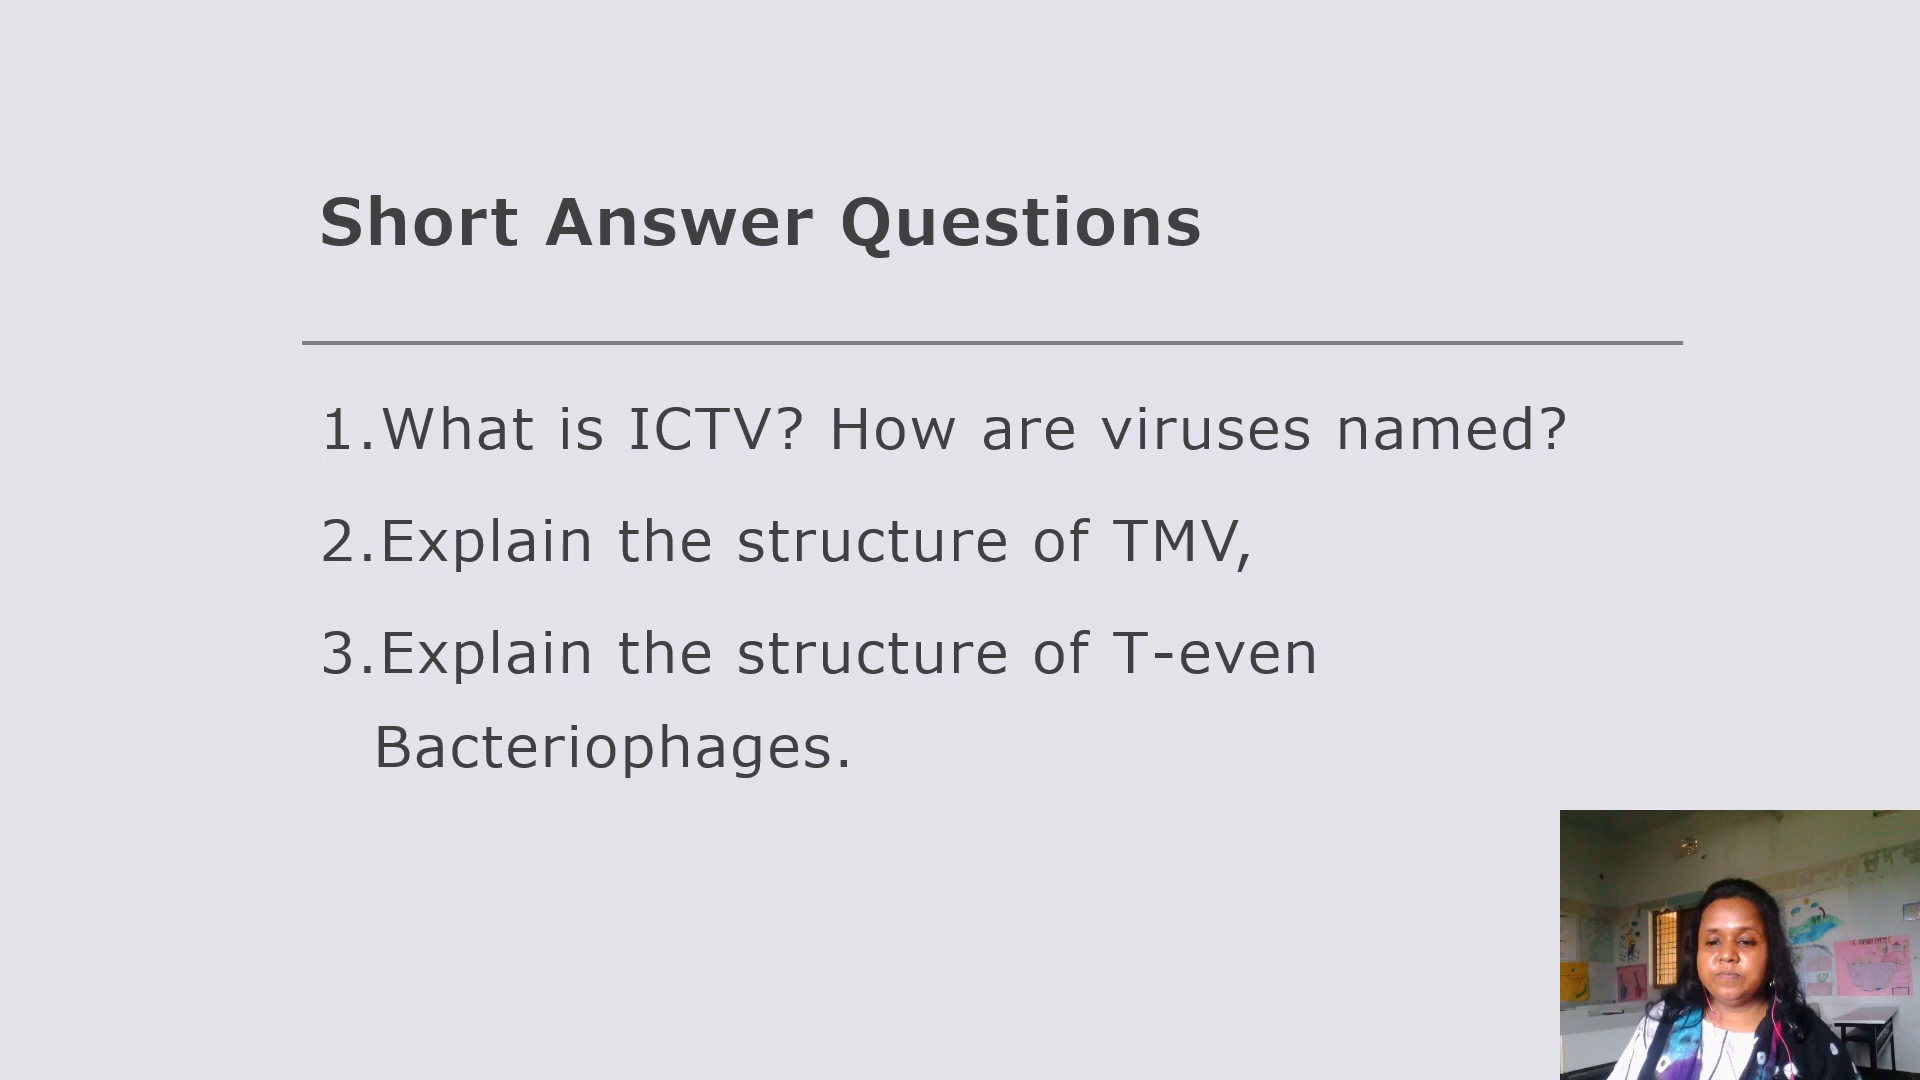 Short Answer Questions
1.What is ICTV? How are viruses named?
2.Explain the structure of TMV,
3.Explain the structure of T-even
Bacteriophages.